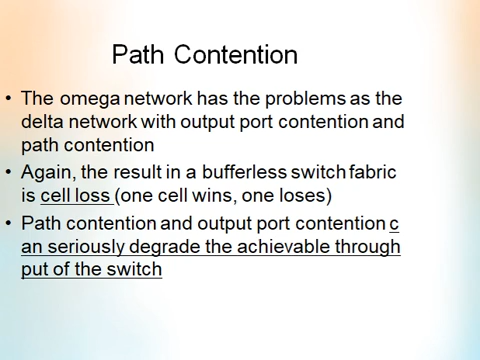 Path Contention
• The omega network has the problems as the
delta network with output port contention and
path contention
• Again, the result in a bufferless switch fabric
is cell loss (one cell wins, one loses)
• Path contention and output port contention c
an seriously degrade the achievable through
put of the switch